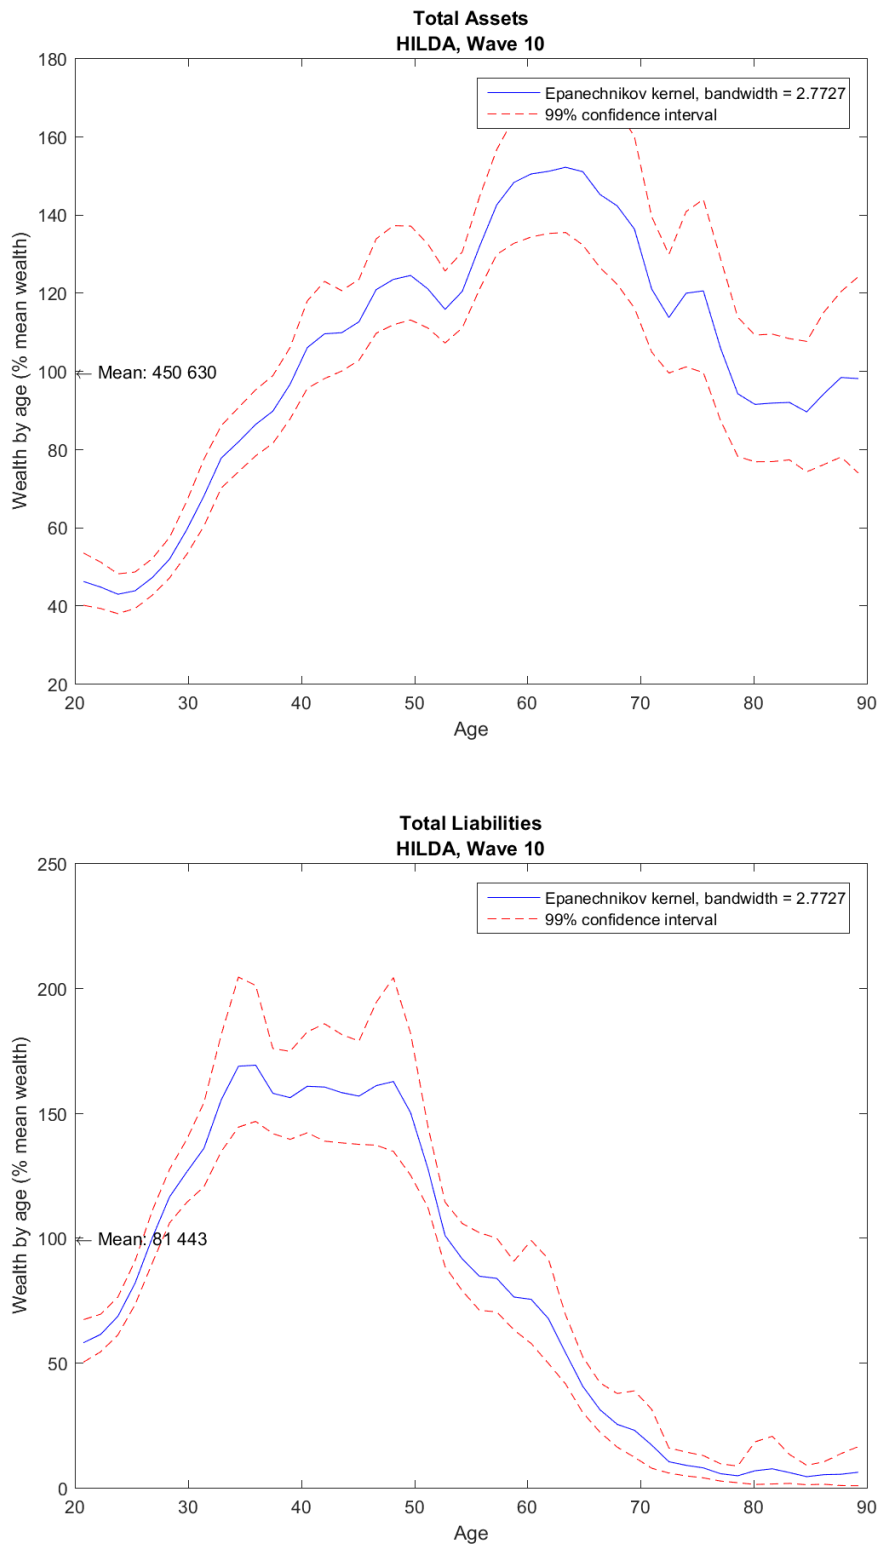 Total Assets
HILDA, Wave 10
180
Epanechnikov kernel, bandwidth = 2.7727
99% confidence interval
160
140
120
100
← Mean: 450 630
80
60
40
20
Wealth by age (% mean wealth)
20 30 40 50 60 70 80 90
Age
Total Liabilities
HILDA, Wave 10
250
Epanechnikov kernel, bandwidth = 2.7727
99% confidence interval
200
150
100
← Mean: 81 443
50
0
Wealth by age (% mean wealth)
20 30 40 50 60 70 80 90
Age